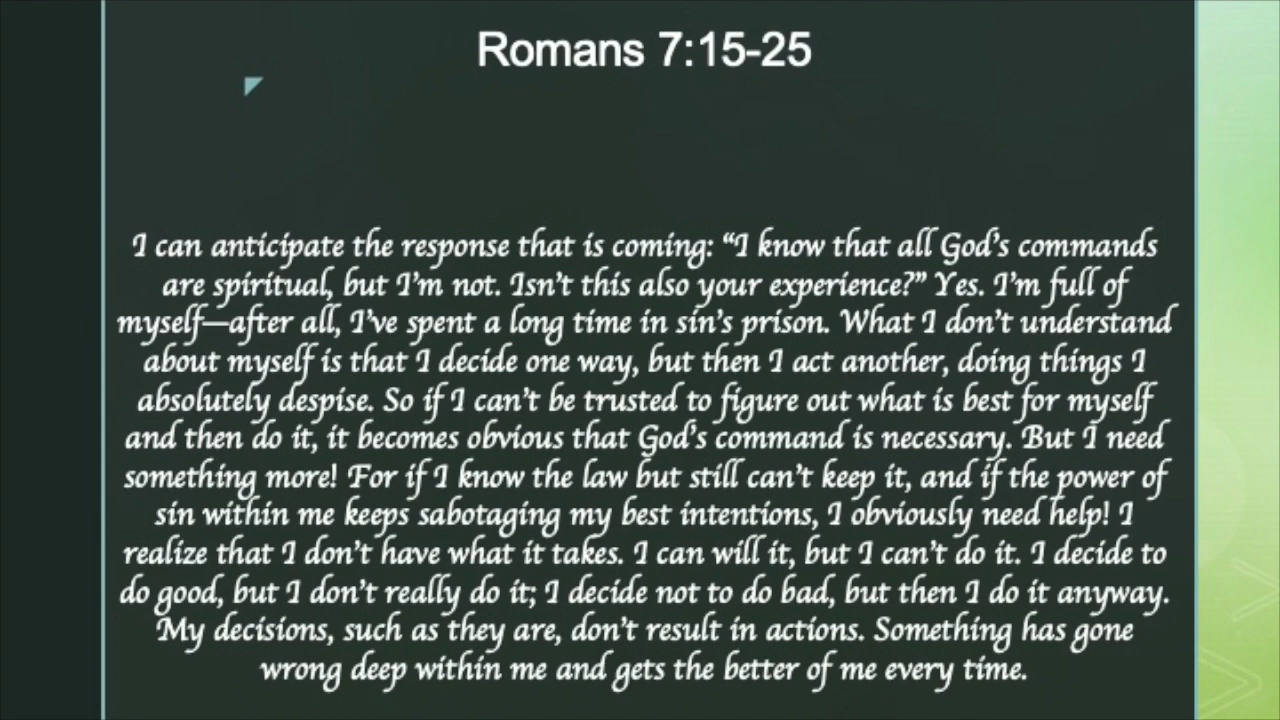 Romans 7:15-25
I can anticipate the response that is coming: “I know that all God’s commands
are spiritual, but I’m not. Isn’t this also your experience?” Yes. I’m full of
myself—after all, I’ve spent a long time in sin’s prison. What I don’t understand
about myself is that I decide one way, but then I act another, doing things I
absolutely despise. So if I can’t be trusted to figure out what is best for myself
and then do it, it becomes obvious that God’s command is necessary. But I need
something more! For if I know the law but still can’t keep it, and if the power of
sin within me keeps sabotaging my best intentions, I obviously need help! I
realize that I don’t have what it takes. I can will it, but I can’t do it. I decide to
do good, but I don’t really do it; I decide not to do bad, but then I do it anyway.
My decisions, such as they are, don’t result in actions. Something has gone
wrong deep within me and gets the better of me every time.